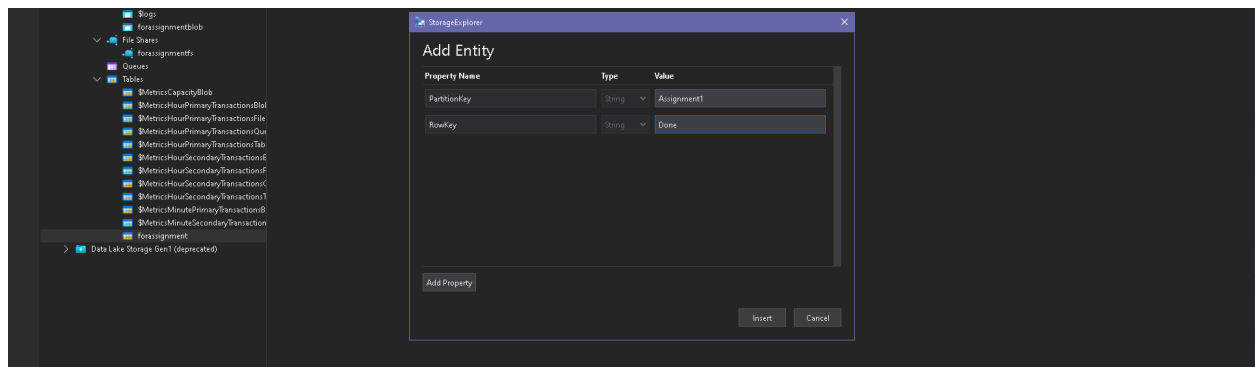 $logs
forassignmentblob
File Shares
forassignmentfs
Queues
Tables
$MetricsCapacityBlob
$MetricsHourPrimaryTransactionsBlol
$MetricsHourPrimaryTransactionsFile
$MetricsHourPrimaryTransactionsQue
$MetricsHourPrimaryTransactionsTab
$MetricsHourSecondaryTransactionsB
$MetricsHourSecondaryTransactionsF
$MetricsHourSecondaryTransactionsQ
$MetricsHourSecondaryTransactionsT
$MetricsMinutePrimaryTransactionsB
$MetricsMinuteSecondaryTransaction
forassignment
Data Lake Storage Gen1 (deprecated)
StorageExplorer
Add Entity
Property Name Type Value
PartitionKey String Assignment1
RowKey String Done
Add Property
Insert Cancel